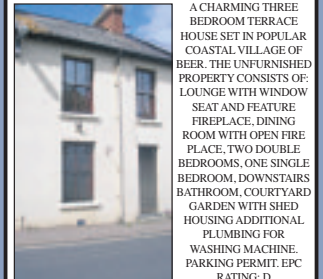 A CHARMING THREE
BEDROOM TERRACE
HOUSE SET IN POPULAR
COASTAL VILLAGE OF
BEER. THE UNFURNISHED
PROPERTY CONSISTS OF:
LOUNGE WITH WINDOW
SEAT AND FEATURE
FIREPLACE, DINING
ROOM WITH OPEN FIRE
PLACE, TWO DOUBLE
BEDROOMS, ONE SINGLE
BEDROOM, DOWNSTAIRS
BATHROOM, COURTYARD
GARDEN WITH SHED
HOUSING ADDITIONAL
PLUMBING FOR
WASHING MACHINE.
PARKING PERMIT. EPC
RATING: D